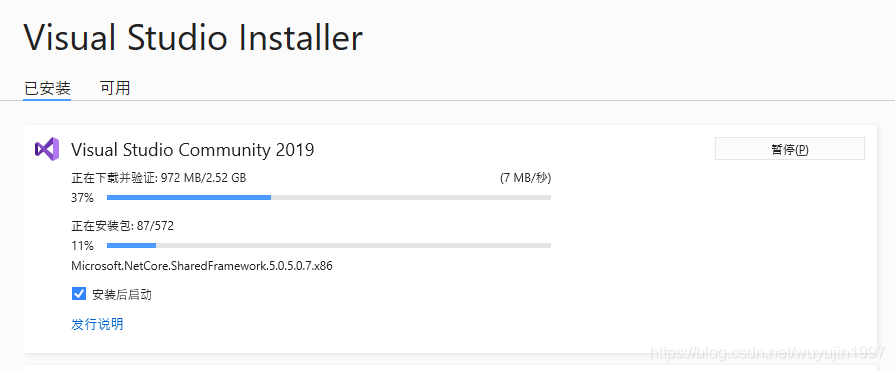 Visual Studio Installer
已安装 可用
Visual Studio Community 2019
暂停(P)
正在下载并验证: 972 MB/2.52 GB (7 MB/秒)
37%
正在安装包: 87/572
11%
Microsoft.NetCore.SharedFramework.5.0.5.0.7.x86
安装后启动
发行说明
https://blog.csdn.net/wuyujin1997